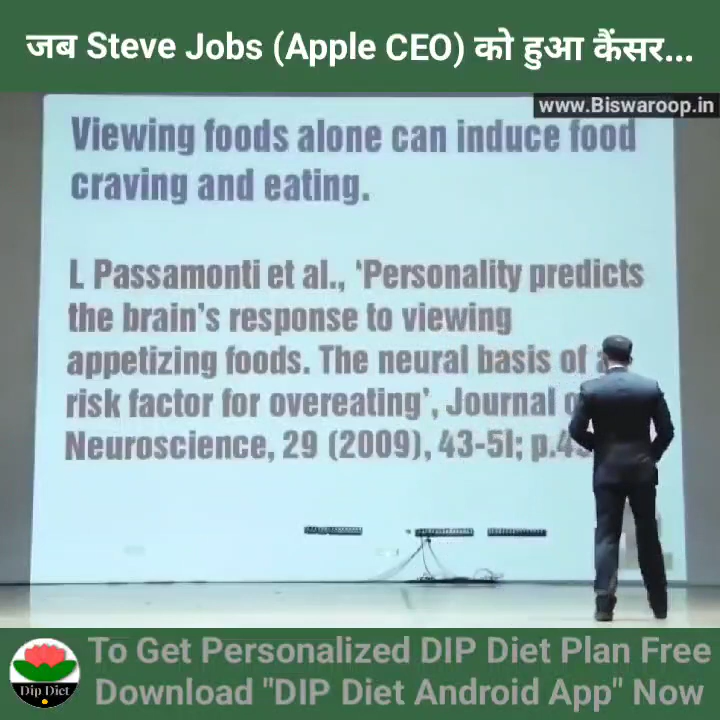 जब Steve Jobs (Apple CEO) को हुआ कैंसर...
www.Biswaroop.in
Viewing foods alone can induce food
craving and eating.
L Passamonti et al., ‘Personality predicts
the brain’s response to viewing
appetizing foods. The neural basis of a
risk factor for overeating’, Journal
Neuroscience, 29 (2009), 43-5l;
To Get Personalized DIP Diet Plan Free
Dip Diet
Download "DIP Diet Android App" Now